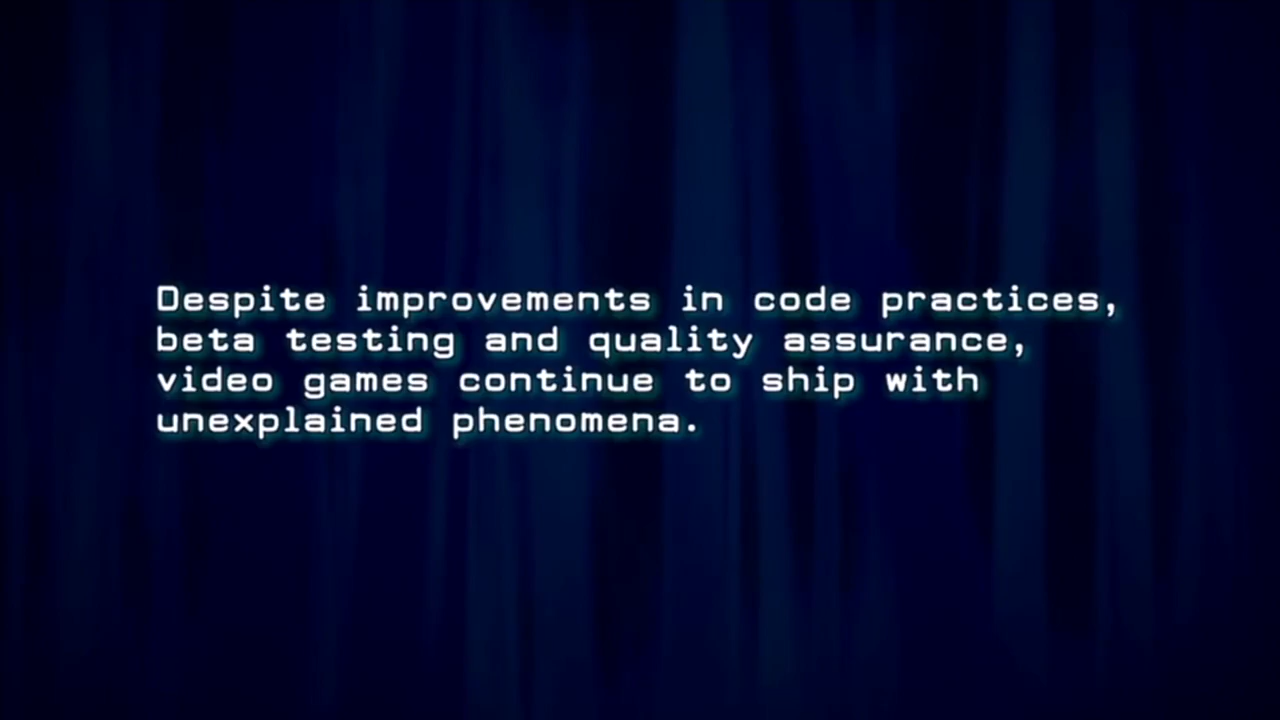 Despite improvements in code practices,
beta testing and quality assurance,
video games continue to ship with
unexplained phenomena.